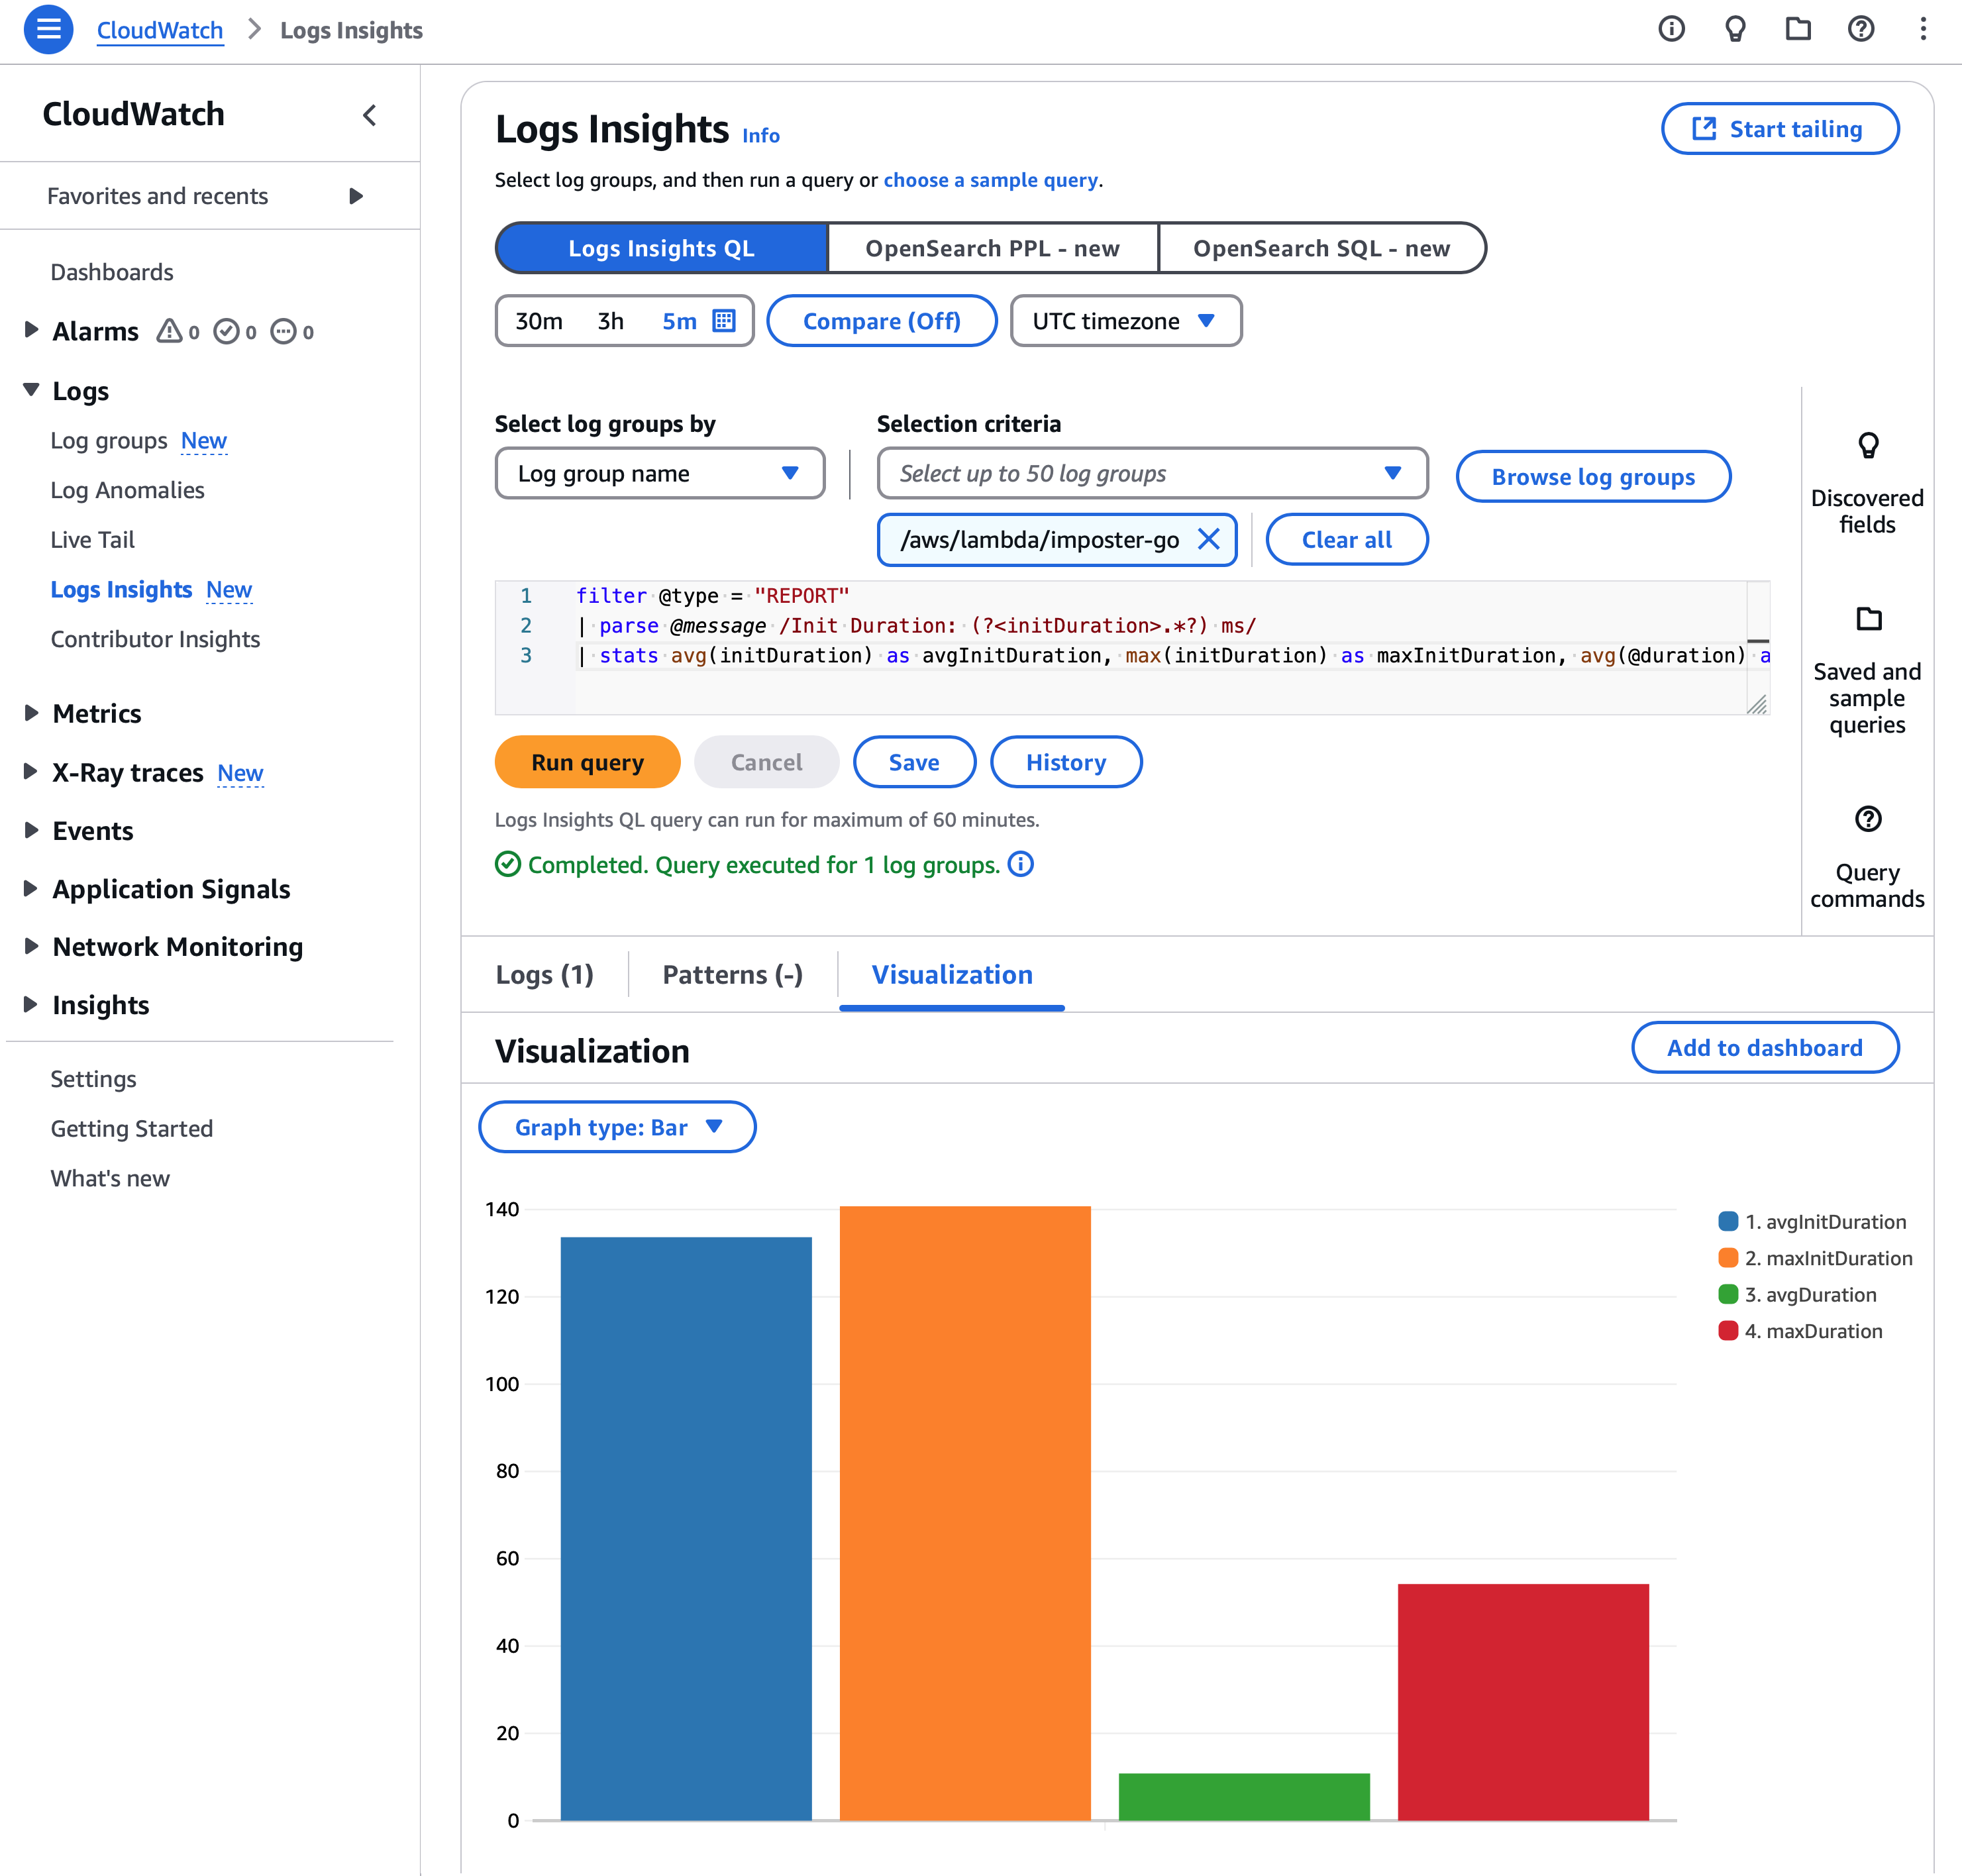 CloudWatch > Logs Insights
CloudWatch
Favorites and recents
Dashboards
Alarms 0 0 0
Logs
Log groups New
Log Anomalies
Live Tail
Logs Insights New
Contributor Insights
Metrics
X-Ray traces New
Events
Application Signals
Network Monitoring
Insights
Settings
Getting Started
What's new
Logs Insights Info
Start tailing
Select log groups, and then run a query or choose a sample query.
Logs Insights QL OpenSearch PPL - new OpenSearch SQL - new
30m 3h 5m Compare (Off) UTC timezone
Select log groups by Selection criteria
Log group name Select up to 50 log groups Browse log groups
/aws/lambda/imposter-go Clear all
1 filter @type = "REPORT"
2 | parse @message /Init Duration: (?<initDuration>.*?) ms/
3 | stats avg(initDuration) as avgInitDuration, max(initDuration) as maxInitDuration, avg(@duration) a
Run query Cancel Save History
Logs Insights QL query can run for maximum of 60 minutes.
Completed. Query executed for 1 log groups.
Discovered
fields
Saved and
sample
queries
Query
commands
Logs (1) Patterns (-) Visualization
Visualization Add to dashboard
Graph type: Bar
140
120
100
80
60
40
20
0
1. avgInitDuration
2. maxInitDuration
3. avgDuration
4. maxDuration